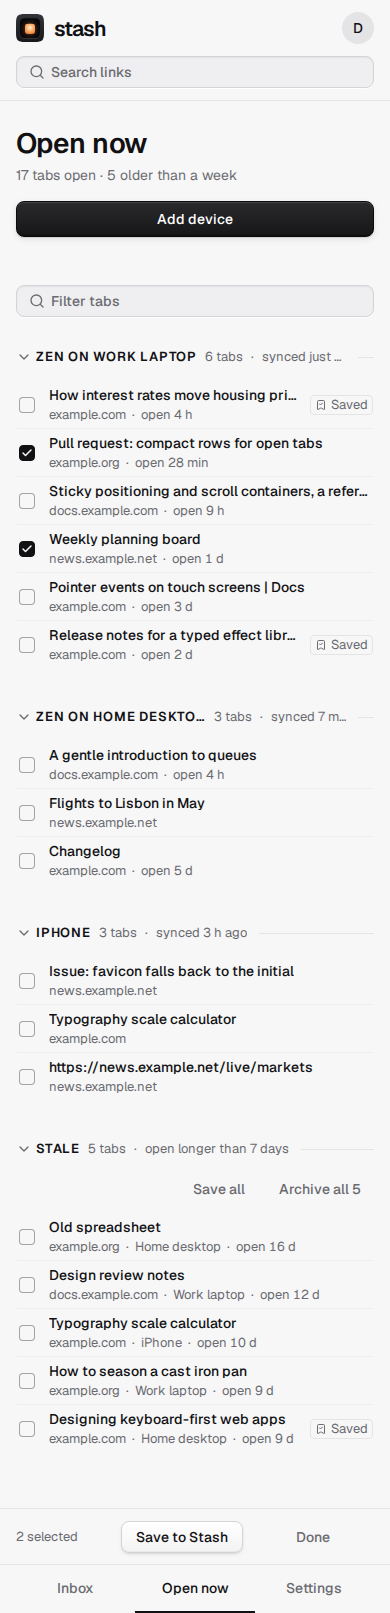 stash
D
Search links
Open now
17 tabs open · 5 older than a week
Add device
Filter tabs
ZEN ON WORK LAPTOP 6 tabs · synced just …
How interest rates move housing pri…
example.com · open 4 h
Saved
Pull request: compact rows for open tabs
example.org · open 28 min
Sticky positioning and scroll containers, a refer…
docs.example.com · open 9 h
Weekly planning board
news.example.net · open 1 d
Pointer events on touch screens | Docs
example.com · open 3 d
Release notes for a typed effect libr…
example.com · open 2 d
Saved
ZEN ON HOME DESKTO… 3 tabs · synced 7 m…
A gentle introduction to queues
docs.example.com · open 4 h
Flights to Lisbon in May
news.example.net
Changelog
example.com · open 5 d
IPHONE 3 tabs · synced 3 h ago
Issue: favicon falls back to the initial
news.example.net
Typography scale calculator
example.com
https://news.example.net/live/markets
news.example.net
STALE 5 tabs · open longer than 7 days
Save all Archive all 5
Old spreadsheet
example.org · Home desktop · open 16 d
Design review notes
docs.example.com · Work laptop · open 12 d
Typography scale calculator
example.com · iPhone · open 10 d
How to season a cast iron pan
example.org · Work laptop · open 9 d
Designing keyboard-first web apps
example.com · Home desktop · open 9 d
Saved
2 selected Save to Stash Done
Inbox Open now Settings